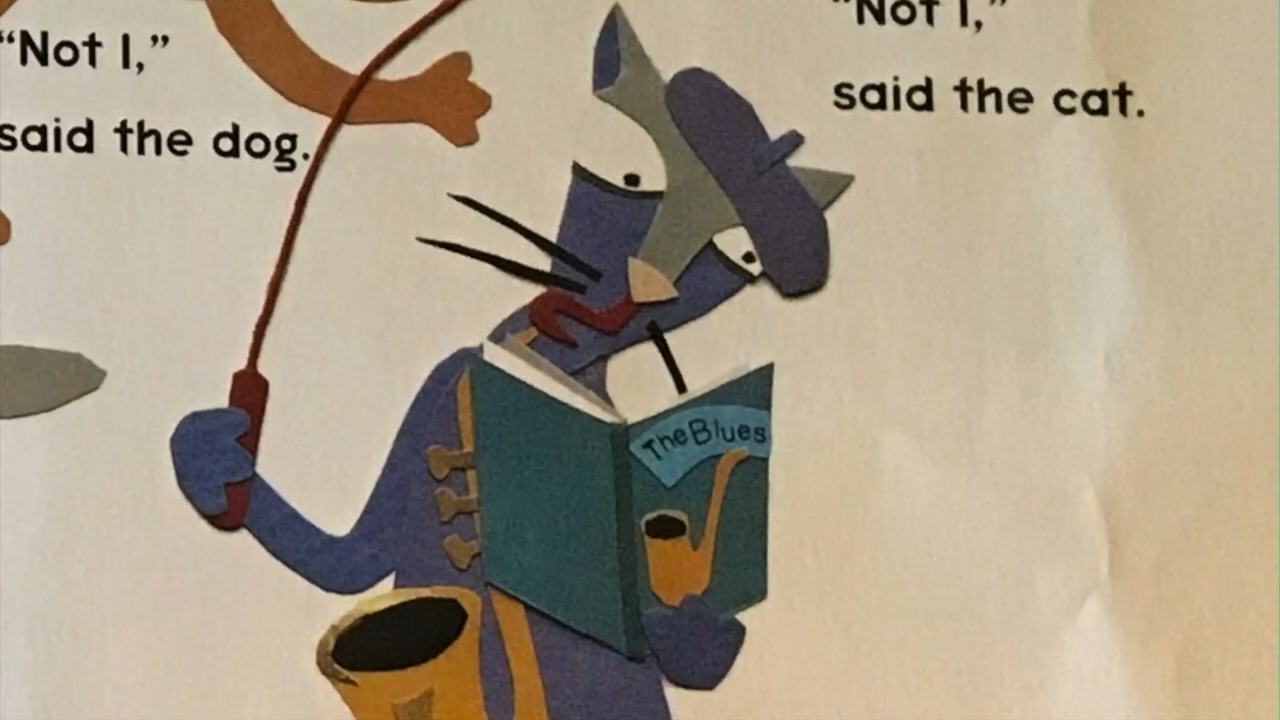 “Not I,”
said the dog.
“Not I,”
said the cat.
The Blues